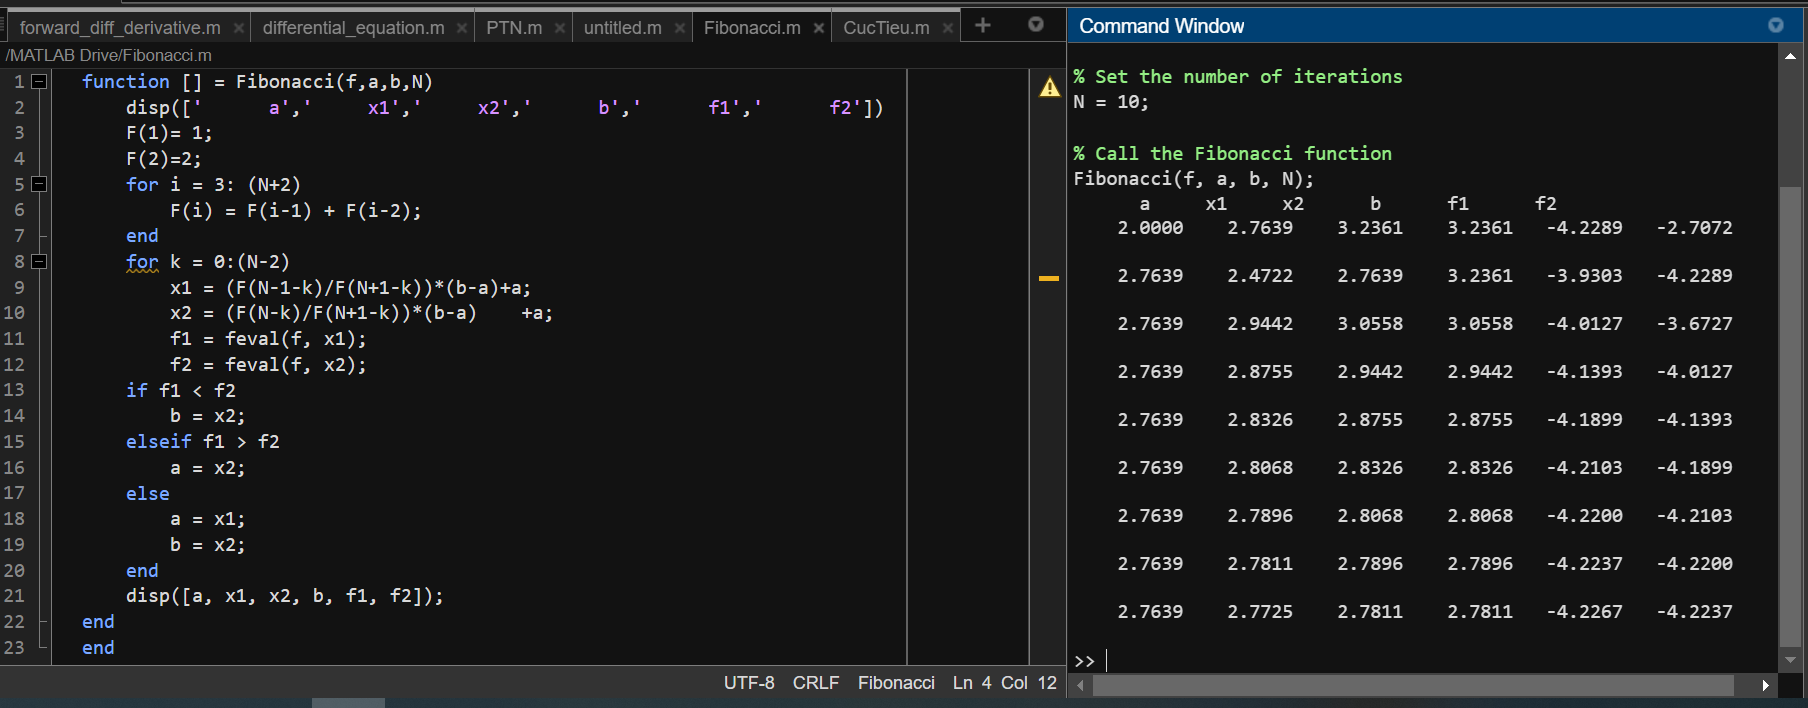 forward_diff_derivative.m × differential_equation.m × PTN.m × untitled.m × Fibonacci.m × CucTieu.m × +
/MATLAB Drive/Fibonacci.m
1 function [] = Fibonacci(f,a,b,N)
2 disp(['      a','     x1','     x2','      b','      f1','      f2'])
3 F(1)= 1;
4 F(2)=2;
5 for i = 3: (N+2)
6 F(i) = F(i-1) + F(i-2);
7 end
8 for k = 0:(N-2)
9 x1 = (F(N-1-k)/F(N+1-k))*(b-a)+a;
10 x2 = (F(N-k)/F(N+1-k))*(b-a)    +a;
11 f1 = feval(f, x1);
12 f2 = feval(f, x2);
13 if f1 < f2
14 b = x2;
15 elseif f1 > f2
16 a = x2;
17 else
18 a = x1;
19 b = x2;
20 end
21 disp([a, x1, x2, b, f1, f2]);
22 end
23 end
UTF-8 CRLF Fibonacci Ln 4 Col 12
Command Window
% Set the number of iterations
N = 10;
% Call the Fibonacci function
Fibonacci(f, a, b, N);
a x1 x2 b f1 f2
2.0000 2.7639 3.2361 3.2361 -4.2289 -2.7072
2.7639 2.4722 2.7639 3.2361 -3.9303 -4.2289
2.7639 2.9442 3.0558 3.0558 -4.0127 -3.6727
2.7639 2.8755 2.9442 2.9442 -4.1393 -4.0127
2.7639 2.8326 2.8755 2.8755 -4.1899 -4.1393
2.7639 2.8068 2.8326 2.8326 -4.2103 -4.1899
2.7639 2.7896 2.8068 2.8068 -4.2200 -4.2103
2.7639 2.7811 2.7896 2.7896 -4.2237 -4.2200
2.7639 2.7725 2.7811 2.7811 -4.2267 -4.2237
>>